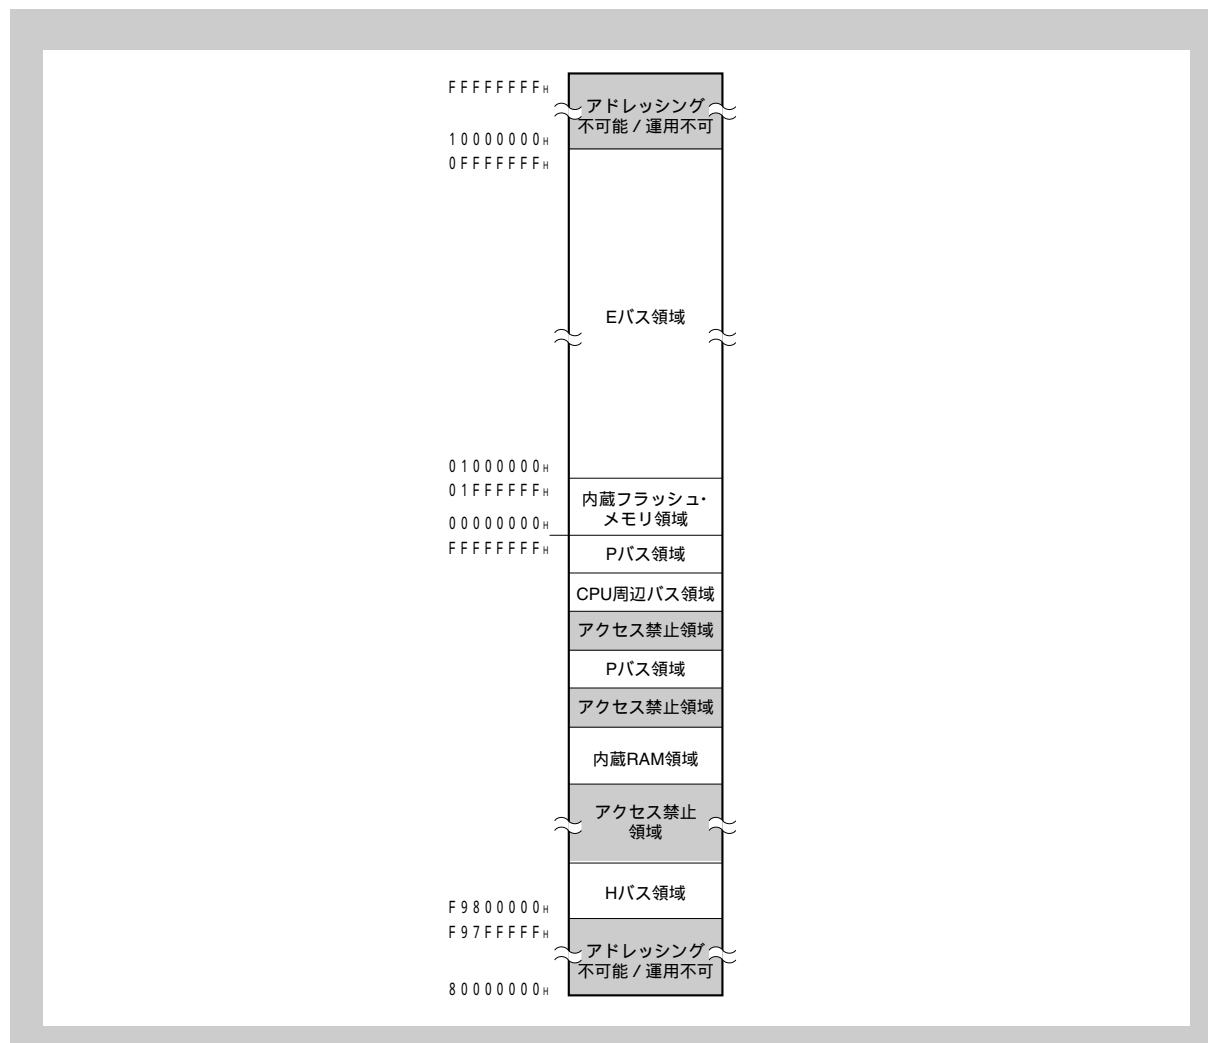 FFFFFFFFH
アドレッシング
不可能 / 運用不可
10000000H
0FFFFFFFH
Eバス領域
01000000H
01FFFFFFH
内蔵フラッシュ・
メモリ領域
00000000H
FFFFFFFFH
Pバス領域
CPU周辺バス領域
アクセス禁止領域
Pバス領域
アクセス禁止領域
内蔵RAM領域
アクセス禁止
領域
Hバス領域
F9800000H
F97FFFFFH
アドレッシング
不可能 / 運用不可
80000000H